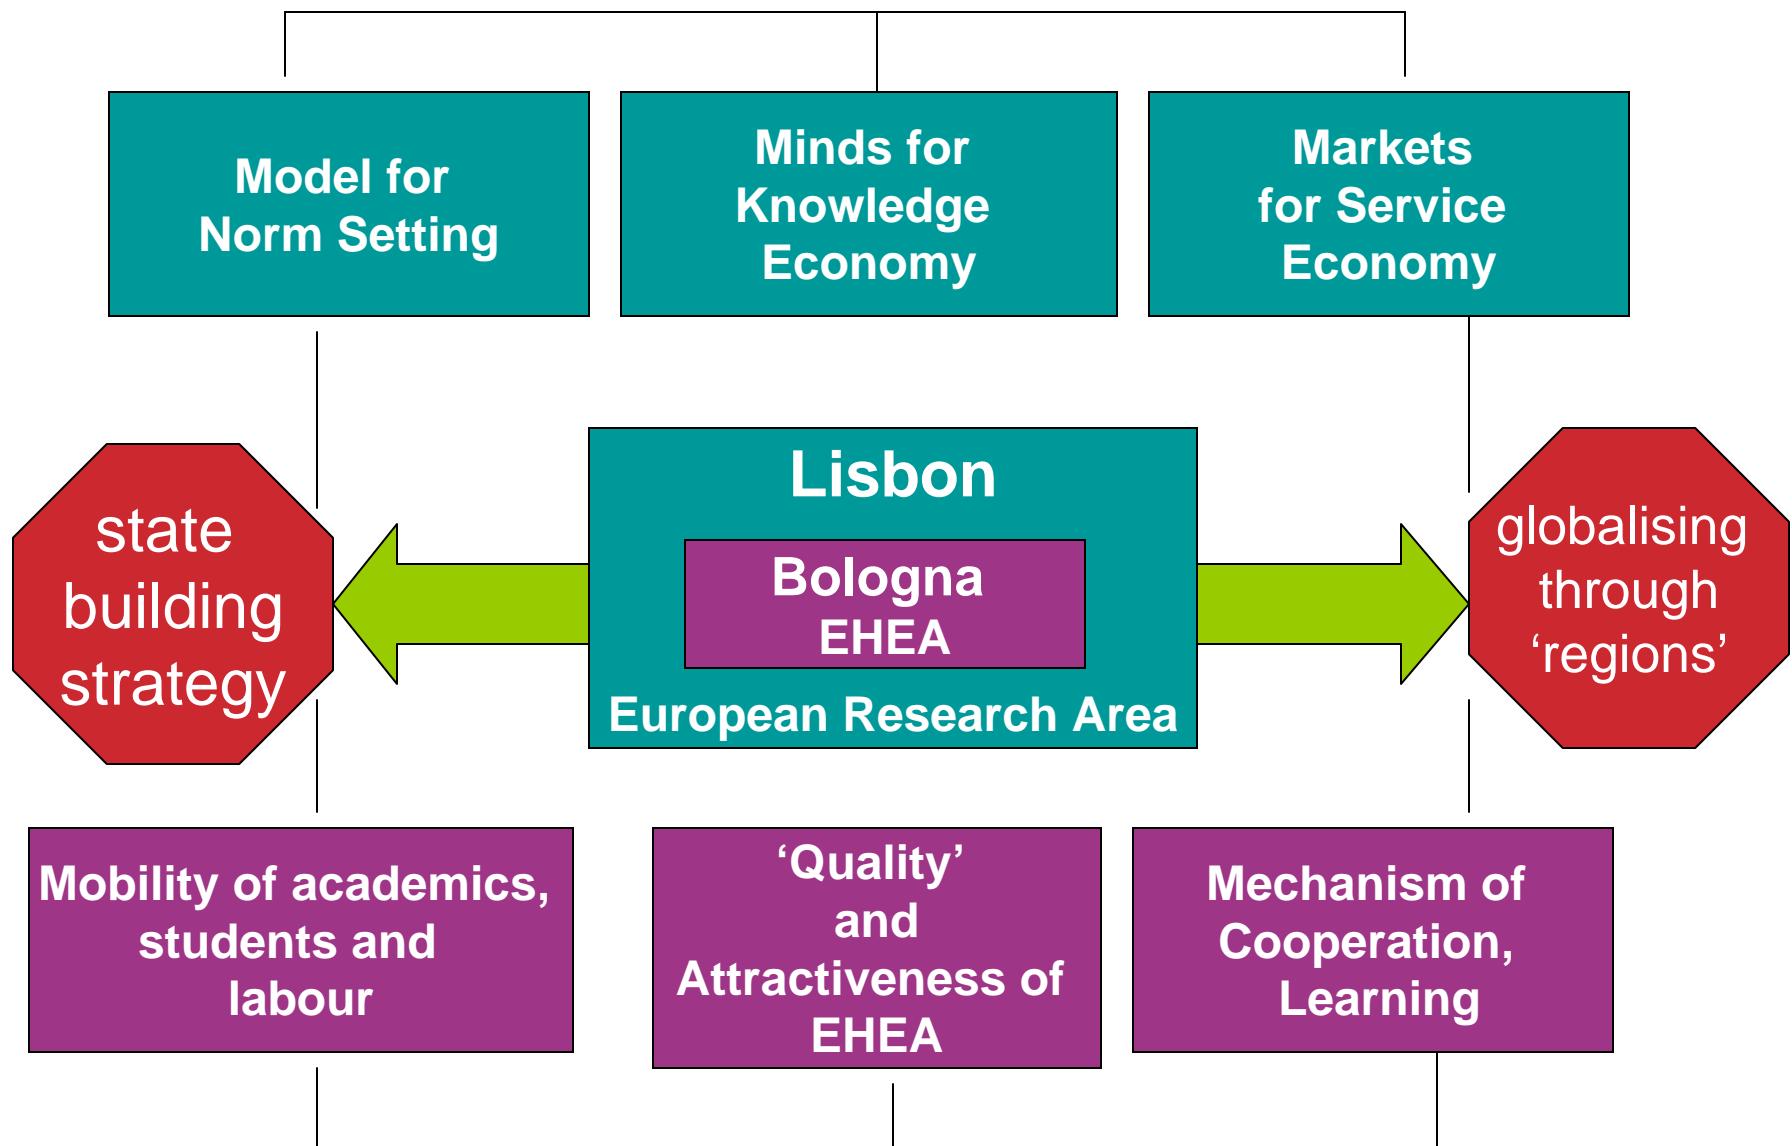 Model for
Norm Setting
Minds for
Knowledge
Economy
Markets
for Service
Economy
state
building
strategy
Lisbon
Bologna
EHEA
European Research Area
globalising
through
‘regions’
Mobility of academics,
students and
labour
‘Quality’
and
Attractiveness of
EHEA
Mechanism of
Cooperation,
Learning